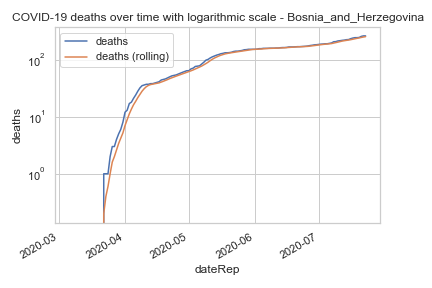 COVID-19 deaths over time with logarithmic scale - Bosnia_and_Herzegovina
deaths
deaths (rolling)
10²
10¹
10⁰
deaths
2020-03
2020-04
2020-05
2020-06
2020-07
dateRep